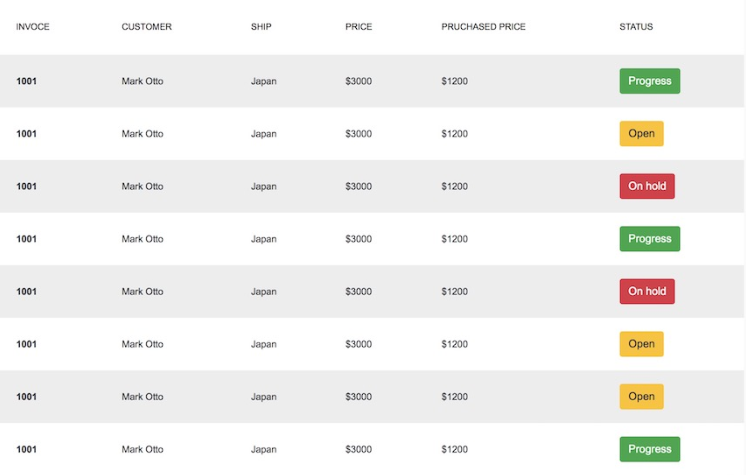 INVOCE CUSTOMER SHIP PRICE PRUCHASED PRICE STATUS
1001 Mark Otto Japan $3000 $1200 Progress
1001 Mark Otto Japan $3000 $1200 Open
1001 Mark Otto Japan $3000 $1200 On hold
1001 Mark Otto Japan $3000 $1200 Progress
1001 Mark Otto Japan $3000 $1200 On hold
1001 Mark Otto Japan $3000 $1200 Open
1001 Mark Otto Japan $3000 $1200 Open
1001 Mark Otto Japan $3000 $1200 Progress